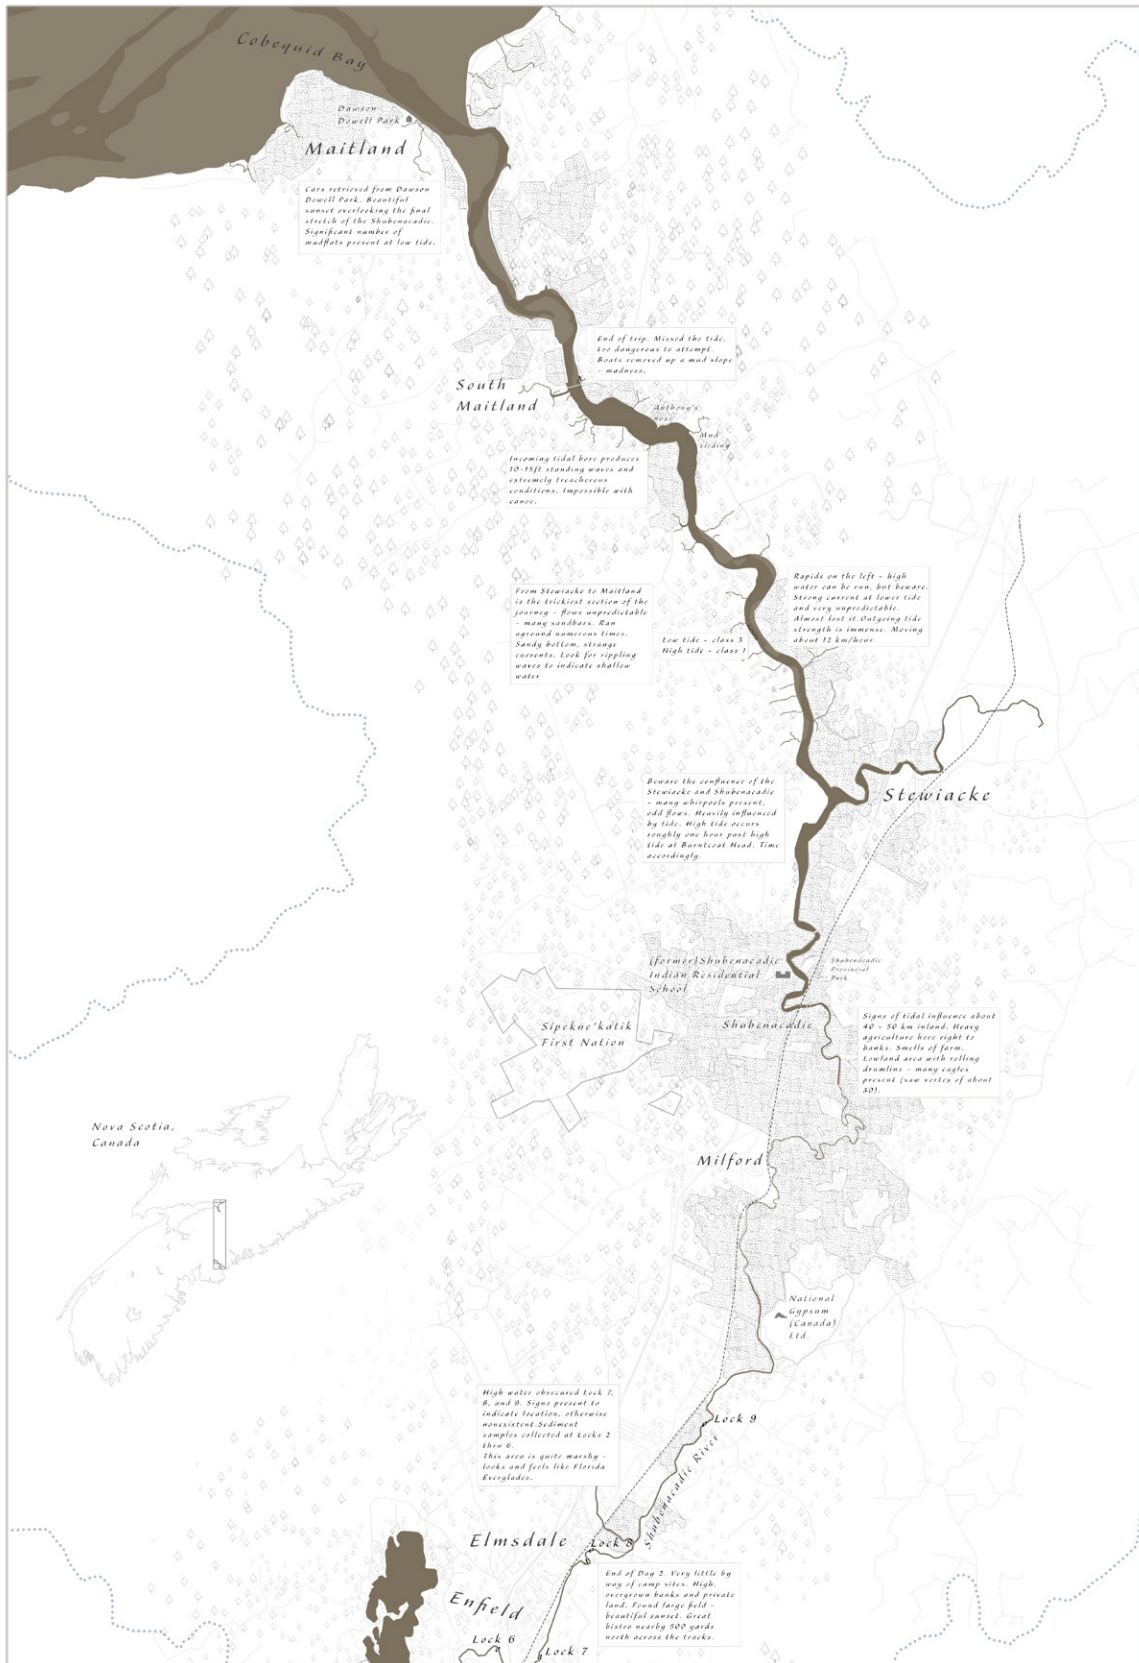 Cobequid Bay
Dawson
Dowell Park
Maitland
Cars retrieved from Dawson
Dowell Park. Beautiful
sunset overlooking the final
stretch of the Shubenacadie.
Significant number of
mudflats present at low tide.
End of trip. Missed the tide,
too dangerous to attempt.
Boats removed up a mud slope
- madness.
South
Maitland
Anthony's
nose
Mud
sliding
Incoming tidal bore produces
10-15ft standing waves and
extremely treacherous
conditions. Impossible with
canoe.
From Stewiacke to Maitland
is the trickiest section of the
journey - flows unpredictable
- many sandbars. Ran
aground numerous times.
Sandy bottom, strange
currents. Look for rippling
waves to indicate shallow
water
Rapids on the left - high
water can be run, but beware.
Strong current at lower tide
and very unpredictable.
Almost lost it. Outgoing tide
strength is immense. Moving
about 12 km/hour
Low tide - class 3
High tide - class 1
Beware the confluence of the
Stewiacke and Shubenacadie
- many whirpools present,
odd flows. Heavily influenced
by tide. High tide occurs
roughly one hour past high
tide at Burntcoat Head. Time
accordingly.
Stewiacke
(former) Shubenacadie
Indian Residential
School
Shubenacadie
Provincial
Park
Sipekne'katik
First Nation
Shubenacadie
Signs of tidal influence about
40 - 50 km inland. Heavy
agriculture here right to
banks. Smells of farm.
Lowland area with rolling
drumlins - many eagles
present (saw vortex of about
30).
Nova Scotia,
Canada
Milford
National
Gypsum
(Canada)
Ltd.
High water obscured Lock 7,
8, and 9. Signs present to
indicate location, otherwise
nonexistent. Sediment
samples collected at Locks 2
thru 6.
This area is quite marshy -
looks and feels like Florida
Everglades.
Lock 9
Shubenacadie River
Elmsdale
Lock 8
End of Day 2. Very little by
way of camp sites. High,
overgrown banks and private
land. Found large field -
beautiful sunset. Great
bistro nearby 500 yards
north across the tracks.
Enfield
Lock 6
Lock 7